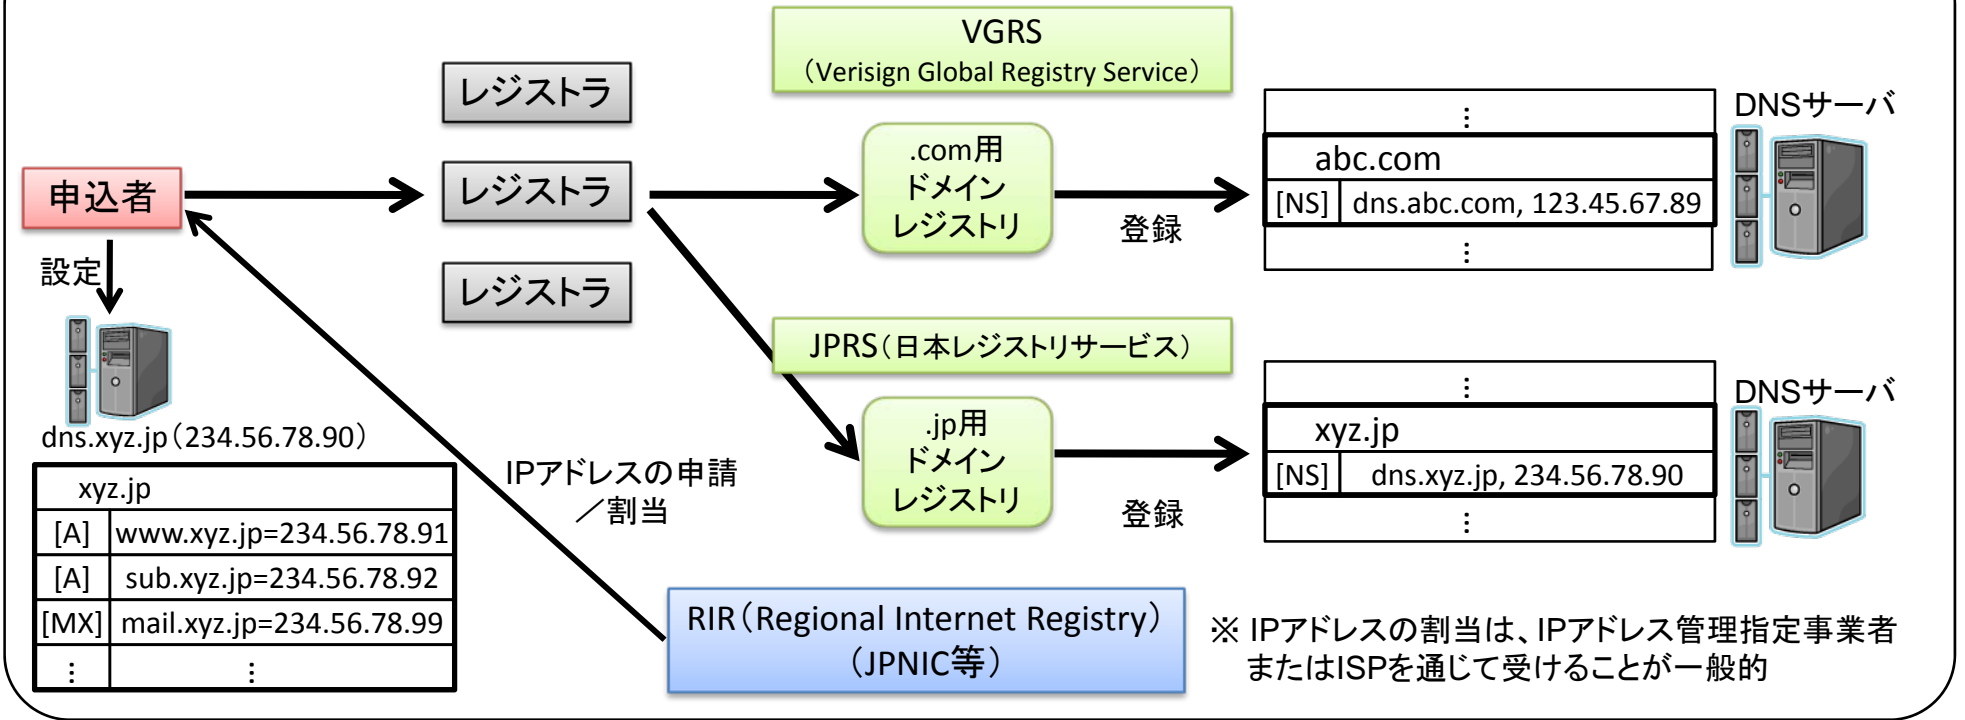 VGRS
（Verisign Global Registry Service）
レジストラ
レジストラ
レジストラ
申込者
設定
dns.xyz.jp（234.56.78.90）
xyz.jp
[A] www.xyz.jp=234.56.78.91
[A] sub.xyz.jp=234.56.78.92
[MX] mail.xyz.jp=234.56.78.99
⋮ ⋮
.com用
ドメイン
レジストリ
登録
⋮
abc.com
[NS] dns.abc.com, 123.45.67.89
⋮
DNSサーバ
JPRS（日本レジストリサービス）
.jp用
ドメイン
レジストリ
登録
⋮
xyz.jp
[NS] dns.xyz.jp, 234.56.78.90
⋮
DNSサーバ
IPアドレスの申請
／割当
RIR（Regional Internet Registry）
（JPNIC等）
※ IPアドレスの割当は、IPアドレス管理指定事業者
またはISPを通じて受けることが一般的